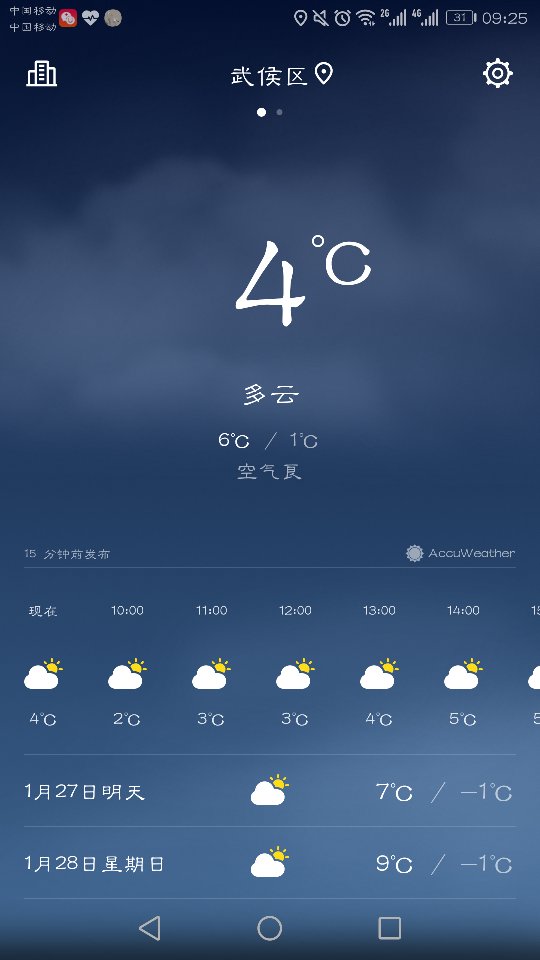 中国移动
中国移动
2G 4G 31 09:25
武侯区
4℃
多云
6℃ / 1℃
空气良
15 分钟前发布 AccuWeather
现在 10:00 11:00 12:00 13:00 14:00 15
4℃ 2℃ 3℃ 3℃ 4℃ 5℃ 5
1月27日明天 7℃ / -1℃
1月28日星期日 9℃ / -1℃